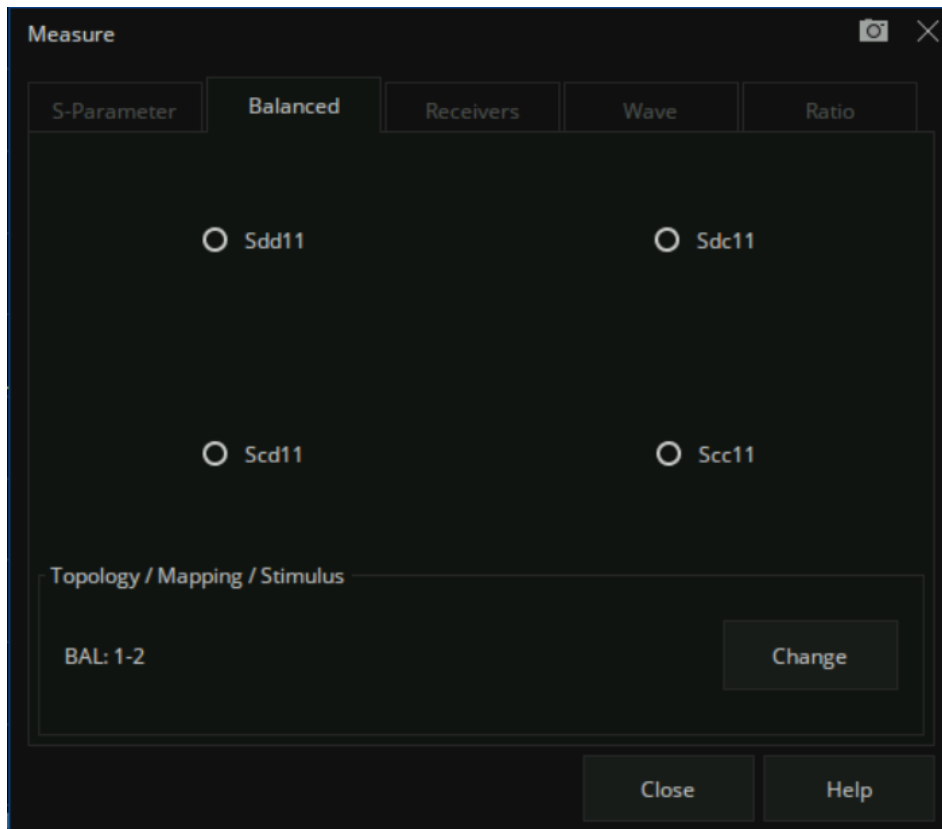 Measure
S-Parameter Balanced Receivers Wave Ratio
Sdd11 Sdc11
Scd11 Scc11
Topology / Mapping / Stimulus
BAL: 1-2 Change
Close Help